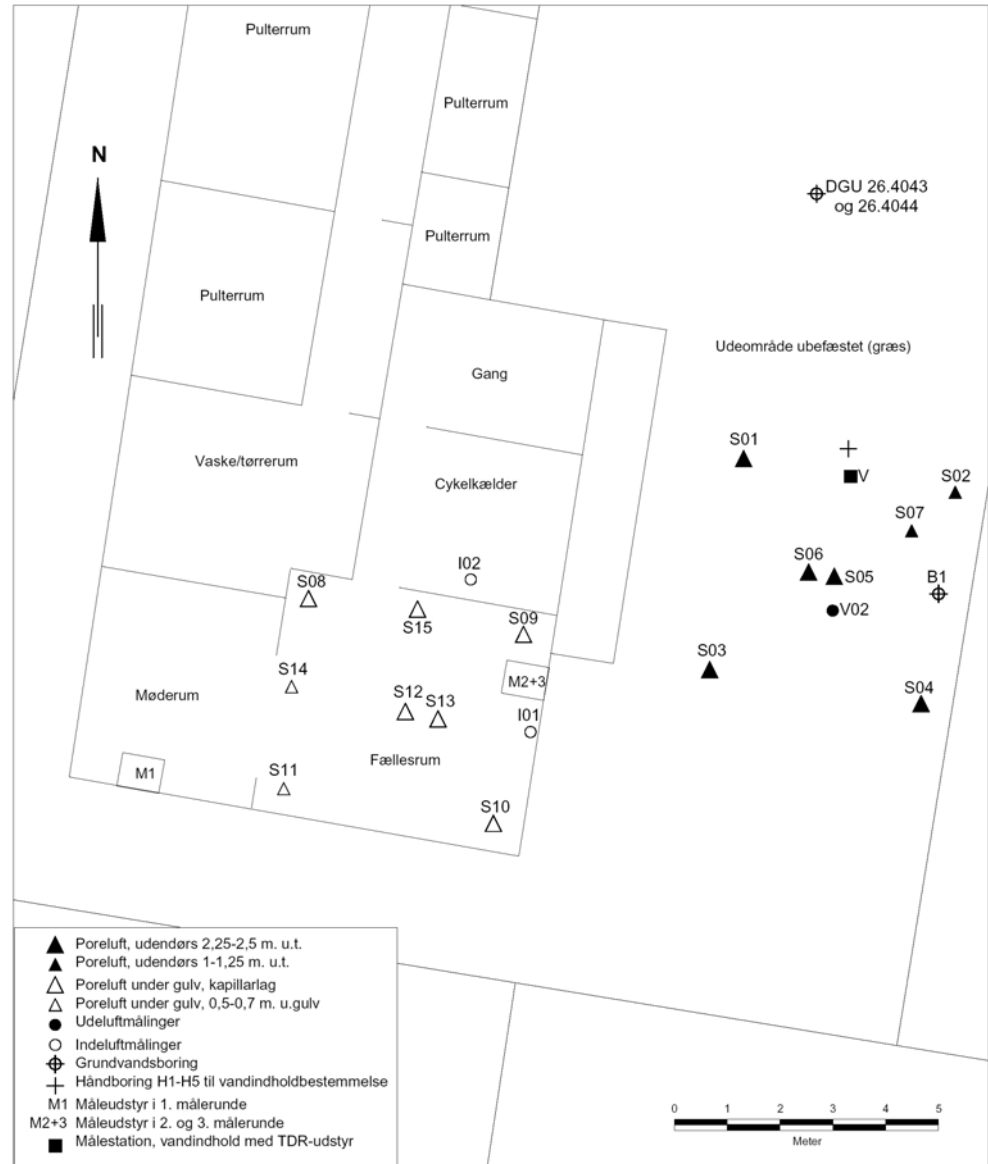 Pulterrum
Pulterrum
N
DGU 26.4043
og 26.4044
Pulterrum
Pulterrum
Udeområde ubefæstet (græs)
Gang
S01
Vaske/tørrerum
Cykelkælder
V
S02
S07
I02
S06
S05
B1
S08
S15
S09
V02
S03
S14
M2+3
Møderum
S12
S13
I01
S04
Fællesrum
M1
S11
S10
Poreluft, udendørs 2,25-2,5 m. u.t.
Poreluft, udendørs 1-1,25 m. u.t.
Poreluft under gulv, kapillarlag
Poreluft under gulv, 0,5-0,7 m. u.gulv
Udeluftmålinger
Indeluftmålinger
Grundvandsboring
Håndboring H1-H5 til vandindholdbestemmelse
M1 Måleudstyr i 1. målerunde
M2+3 Måleudstyr i 2. og 3. målerunde
Målestation, vandindhold med TDR-udstyr
0 1 2 3 4 5
Meter